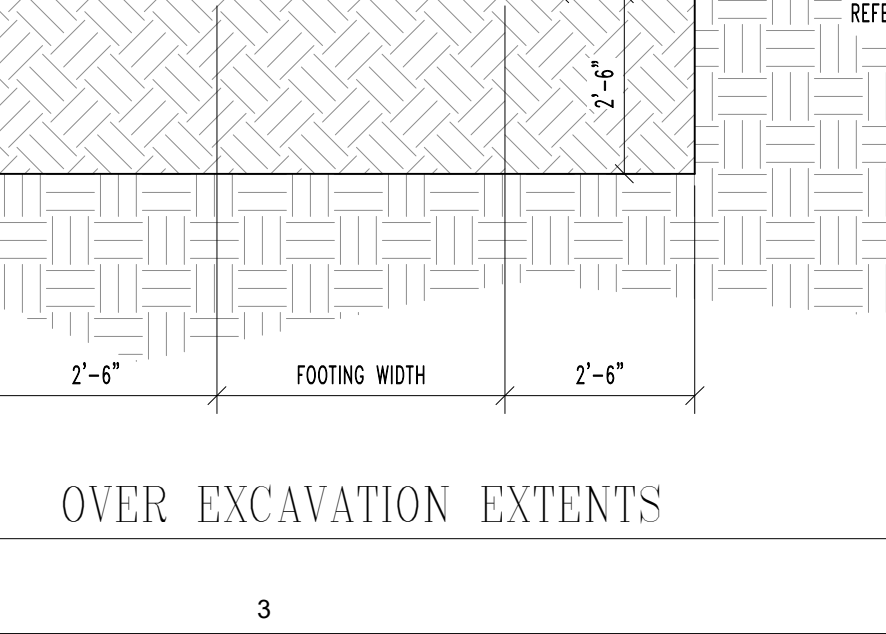 REFE
2'-6"
2'-6" FOOTING WIDTH 2'-6"
OVER EXCAVATION EXTENTS
3